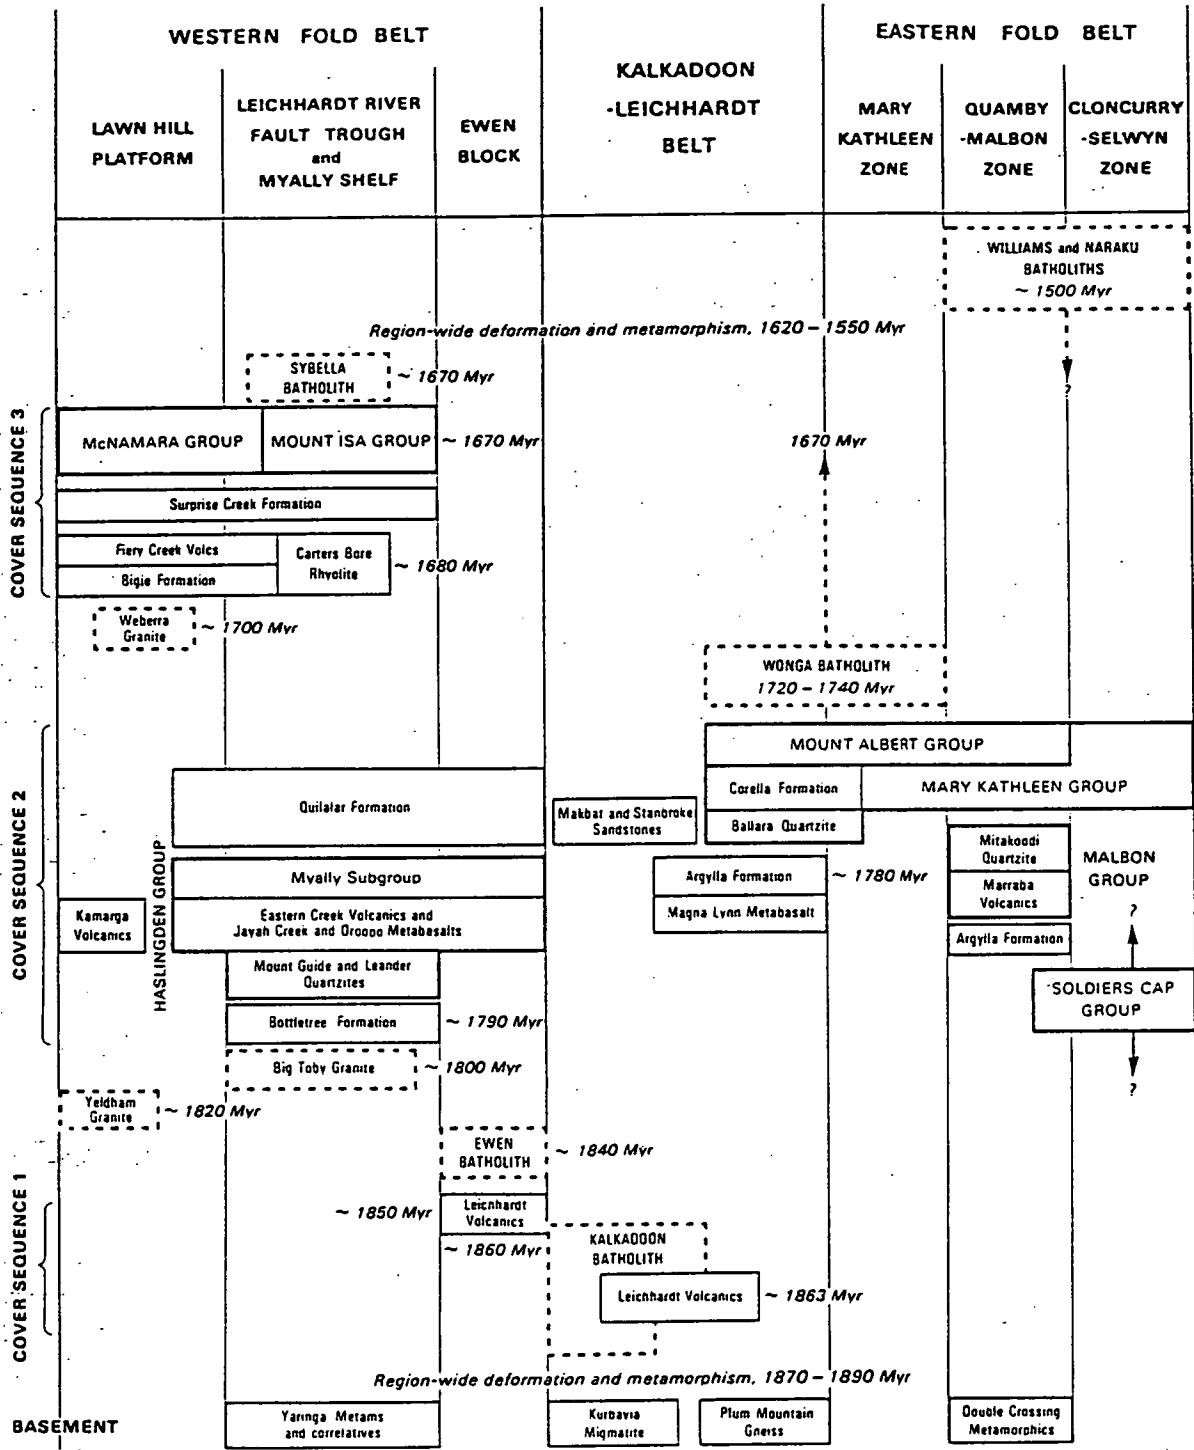 WESTERN FOLD BELT
KALKADOON
-LEICHHARDT
BELT
EASTERN FOLD BELT
LAWN HILL
PLATFORM
LEICHHARDT RIVER
FAULT TROUGH
and
MYALLY SHELF
EWEN
BLOCK
MARY
KATHLEEN
ZONE
QUAMBY
-MALBON
ZONE
CLONCURRY
-SELWYN
ZONE
WILLIAMS and NARAKU
BATHOLITHS
~ 1500 Myr
?
Region-wide deformation and metamorphism, 1620 – 1550 Myr
COVER SEQUENCE 3
SYBELLA
BATHOLITH
~ 1670 Myr
McNAMARA GROUP
MOUNT ISA GROUP
~ 1670 Myr
1670 Myr
Surprise Creek Formation
Fiery Creek Volcs
Bigie Formation
Carters Bore
Rhyolite
~ 1680 Myr
Weberra
Granite
~ 1700 Myr
WONGA BATHOLITH
1720 – 1740 Myr
COVER SEQUENCE 2
MOUNT ALBERT GROUP
Corella Formation
MARY KATHLEEN GROUP
Ballara Quartzite
Quilalar Formation
Makbat and Stanbroke
Sandstones
HASLINGDEN GROUP
Myally Subgroup
Argylla Formation
~ 1780 Myr
Magna Lynn Metabasalt
Mitakoodi
Quartzite
Marraba
Volcanics
MALBON
GROUP
?
Argylla Formation
SOLDIERS CAP
GROUP
?
Kamarga
Volcanics
Eastern Creek Volcanics and
Jayah Creek and Oroopo Metabasalts
Mount Guide and Leander
Quartzites
Bottletree Formation
~ 1790 Myr
Big Toby Granite
~ 1800 Myr
Yeldham
Granite
~ 1820 Myr
EWEN
BATHOLITH
~ 1840 Myr
COVER SEQUENCE 1
~ 1850 Myr
Leichhardt
Volcanics
~ 1860 Myr
KALKADOON
BATHOLITH
Leichhardt Volcanics
~ 1863 Myr
Region-wide deformation and metamorphism, 1870 – 1890 Myr
BASEMENT
Yaringa Metams
and correlatives
Kurbayia
Migmatite
Plum Mountain
Gneiss
Double Crossing
Metamorphics